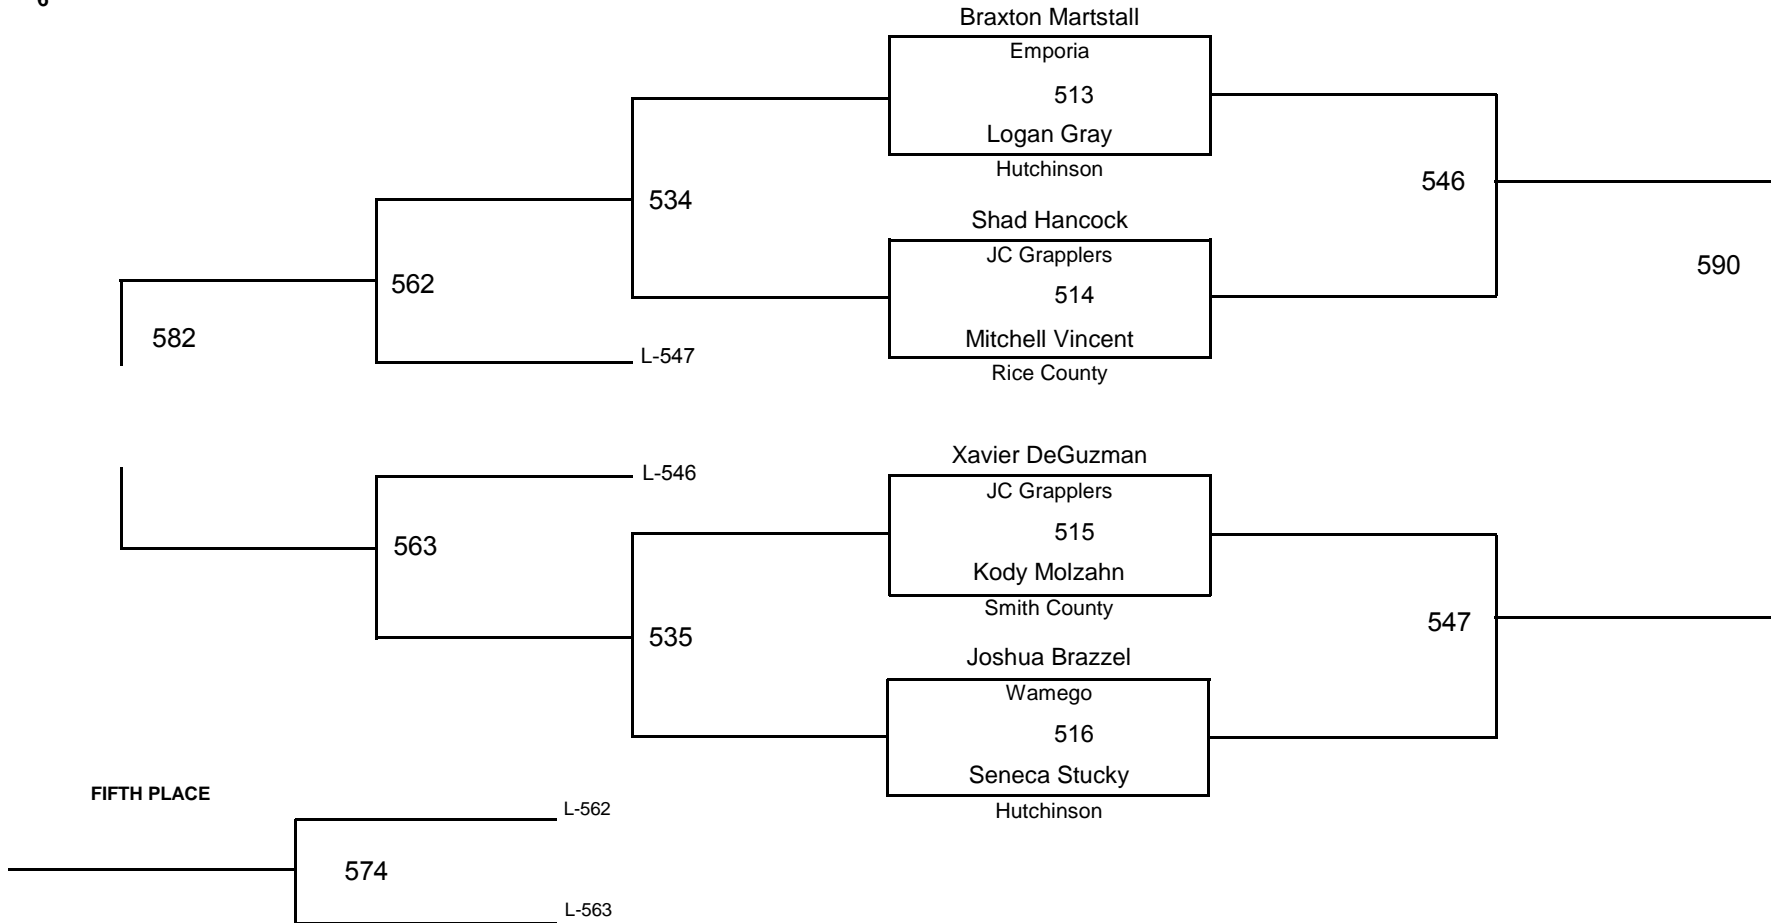 6
Braxton Martstall
Emporia
513
Logan Gray
Hutchinson
534
546
Shad Hancock
JC Grapplers
514
Mitchell Vincent
Rice County
562
590
582
L-547
Xavier DeGuzman
JC Grapplers
515
Kody Molzahn
Smith County
L-546
563
535
547
Joshua Brazzel
Wamego
516
Seneca Stucky
Hutchinson
FIFTH PLACE
L-562
574
L-563